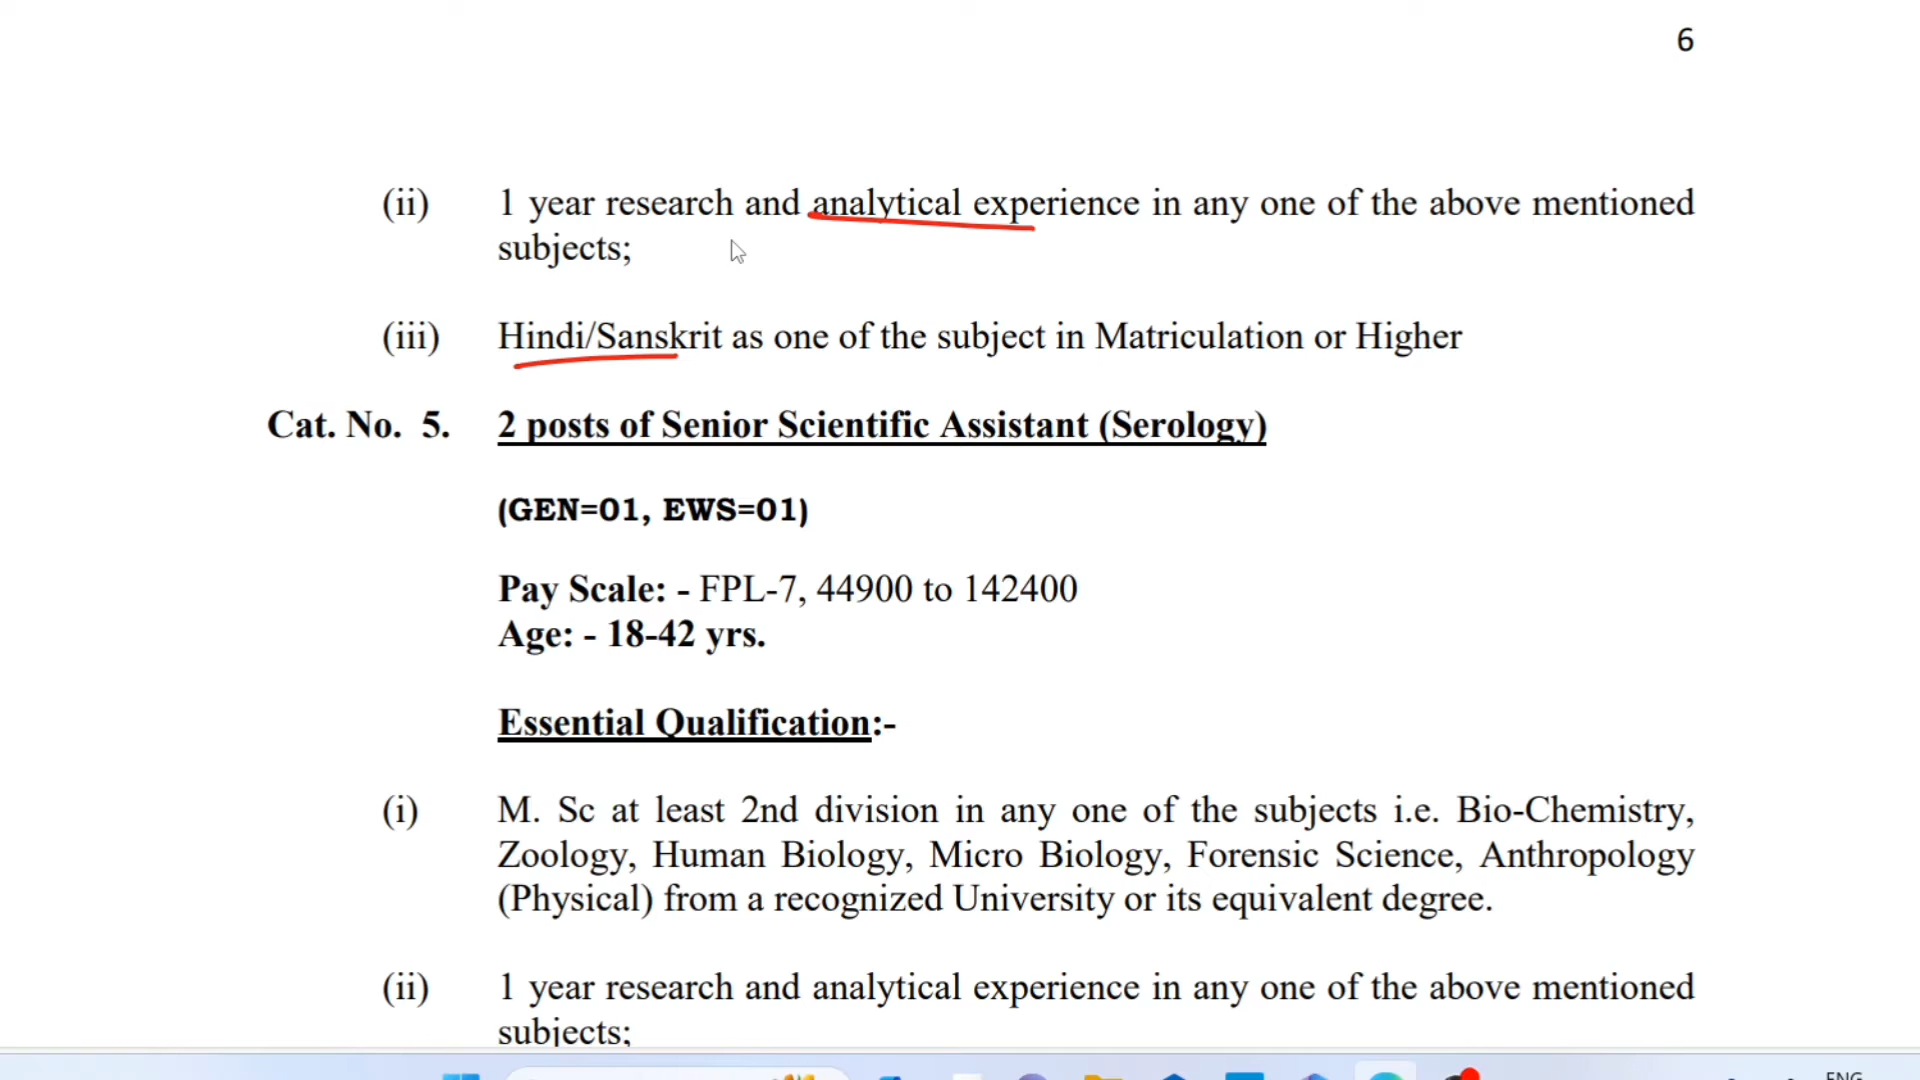 6
(ii) 1 year research and analytical experience in any one of the above mentioned
subjects;
(iii) Hindi/Sanskrit as one of the subject in Matriculation or Higher
Cat. No. 5. 2 posts of Senior Scientific Assistant (Serology)
(GEN=01, EWS=01)
Pay Scale: - FPL-7, 44900 to 142400
Age: - 18-42 yrs.
Essential Qualification:-
(i) M. Sc at least 2nd division in any one of the subjects i.e. Bio-Chemistry,
Zoology, Human Biology, Micro Biology, Forensic Science, Anthropology
(Physical) from a recognized University or its equivalent degree.
(ii) 1 year research and analytical experience in any one of the above mentioned
subjects;
ENG